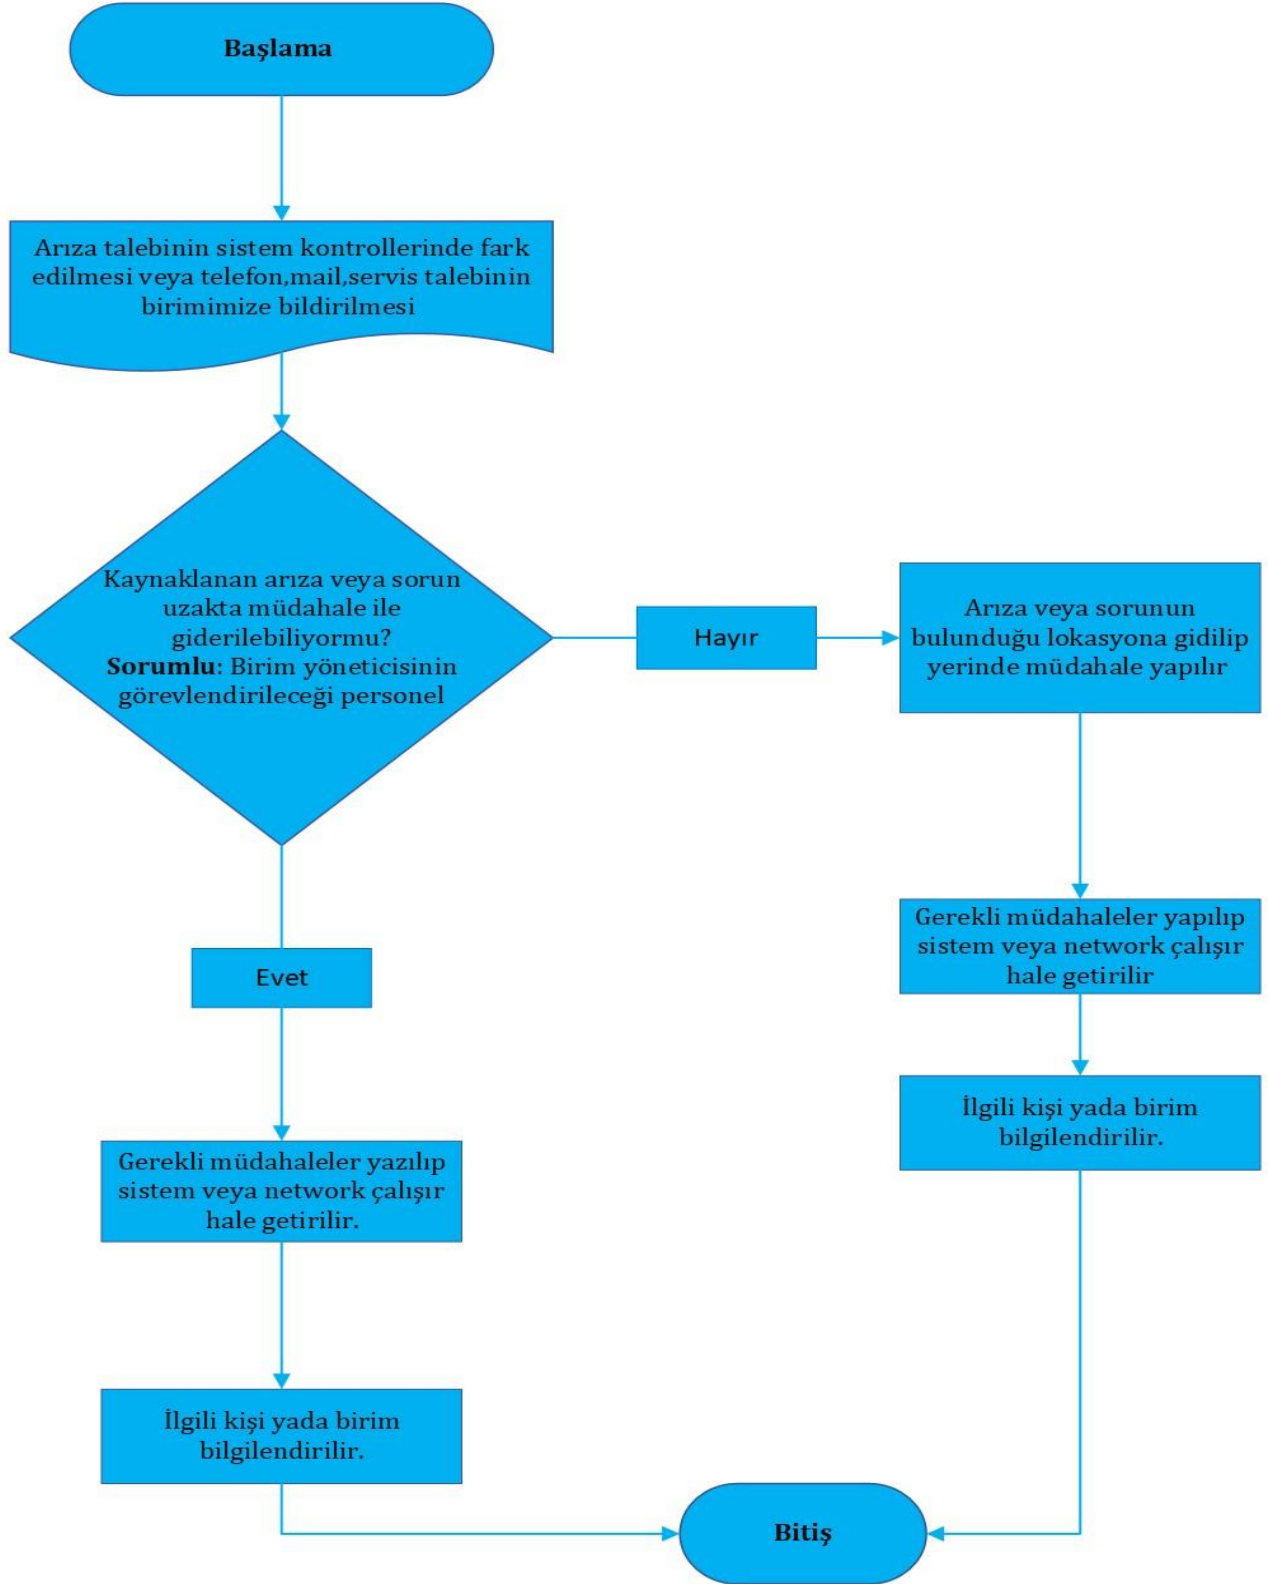 Başlama
Arıza talebinin sistem kontrollerinde fark
edilmesi veya telefon,mail,servis talebinin
birimimize bildirilmesi
Kaynaklanan arıza veya sorun
uzakta müdahale ile
giderilebiliyormu?
Sorumlu: Birim yöneticisinin
görevlendirileceği personel
Hayır
Arıza veya sorunun
bulunduğu lokasyona gidilip
yerinde müdahale yapılır
Gerekli müdahaleler yapılıp
sistem veya network çalışır
hale getirilir
İlgili kişi yada birim
bilgilendirilir.
Evet
Gerekli müdahaleler yazılıp
sistem veya network çalışır
hale getirilir.
İlgili kişi yada birim
bilgilendirilir.
Bitiş